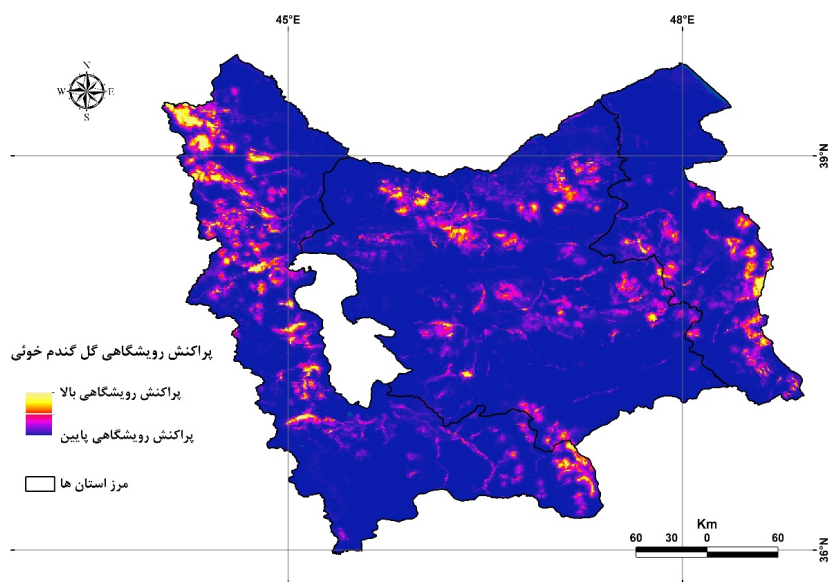 45°E
48°E
N
W E
S
39°N
پراکنش رویشگاهی گل گندم خوئی
پراکنش رویشگاهی بالا
پراکنش رویشگاهی پایین
مرز استان ها
Km
60 30 0 60
36°N